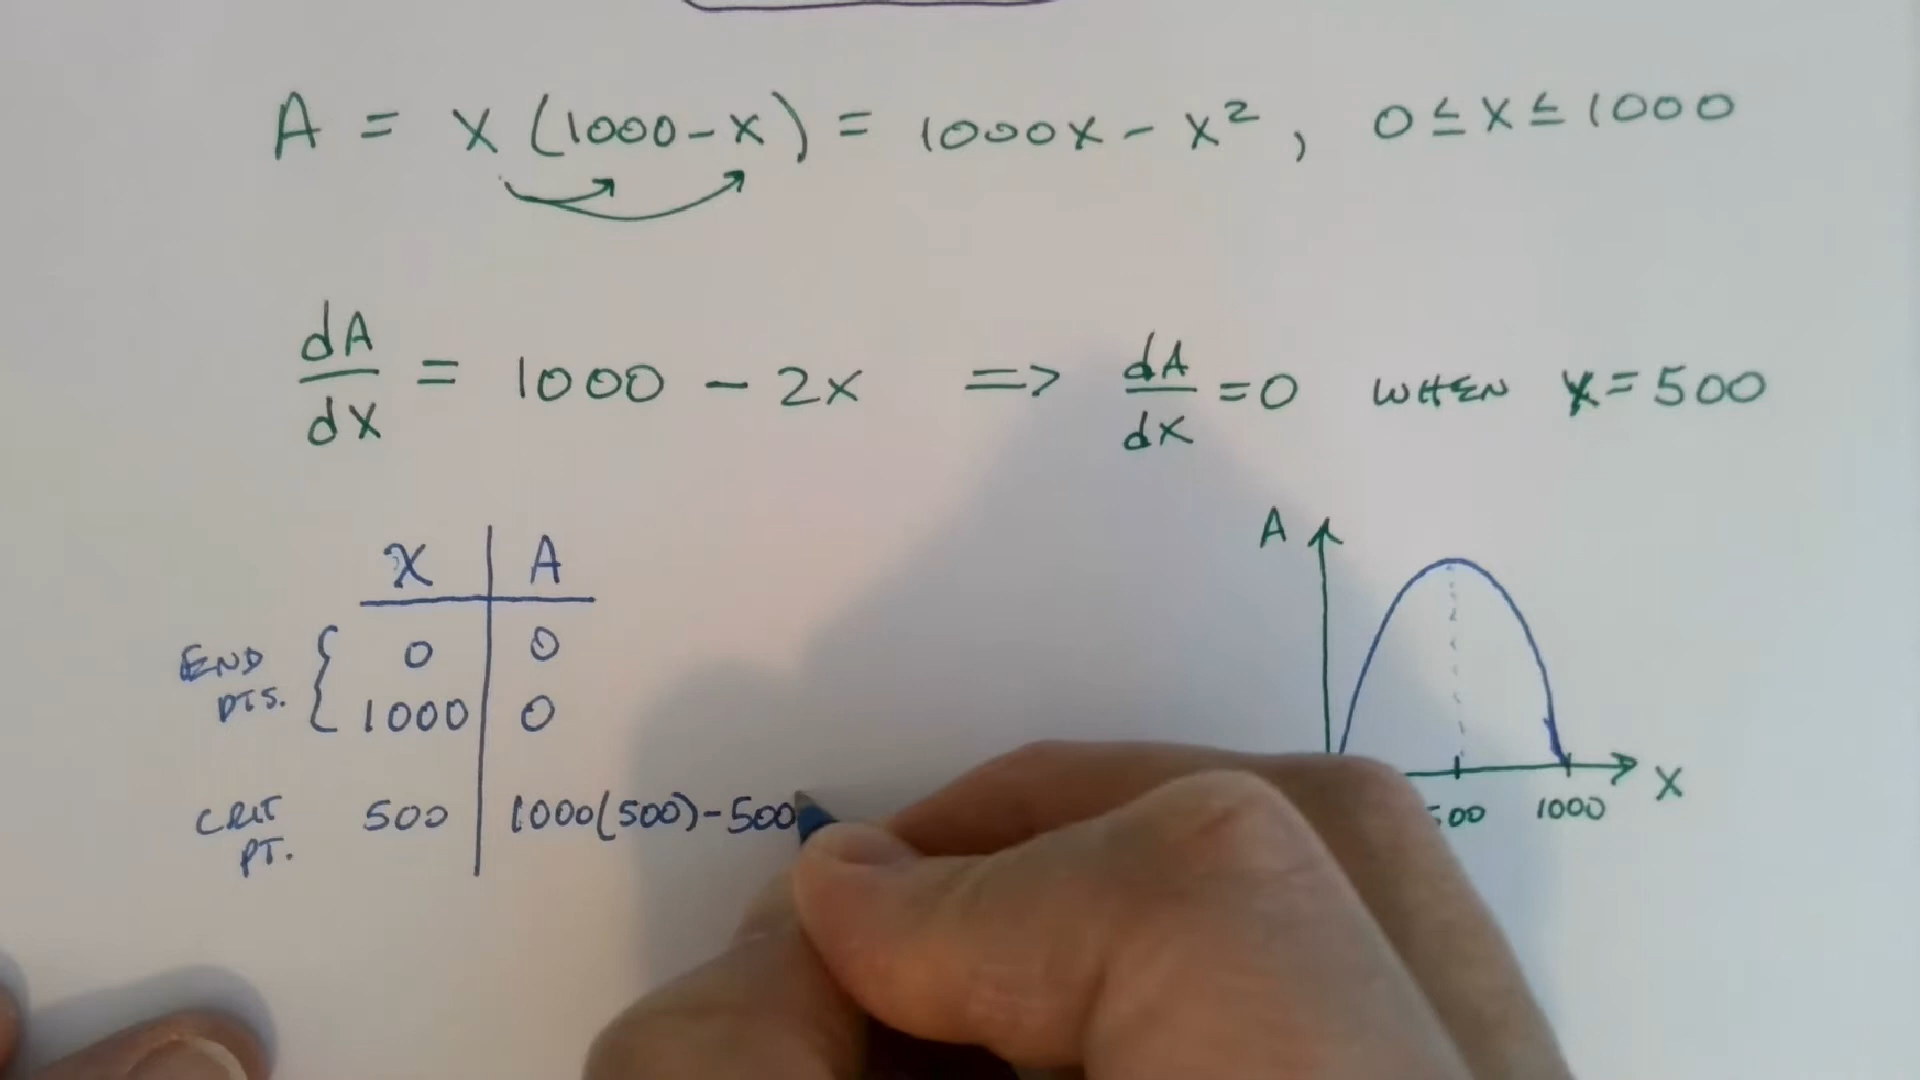 A = x(1000-x) = 1000x - x², 0 ≤ x ≤ 1000
dA/dx = 1000 - 2x => dA/dx = 0 WHEN x = 500
x A
END PTS. { 0 0
1000 0
CRIT PT. 500 1000(500)-500
A
x
500 1000